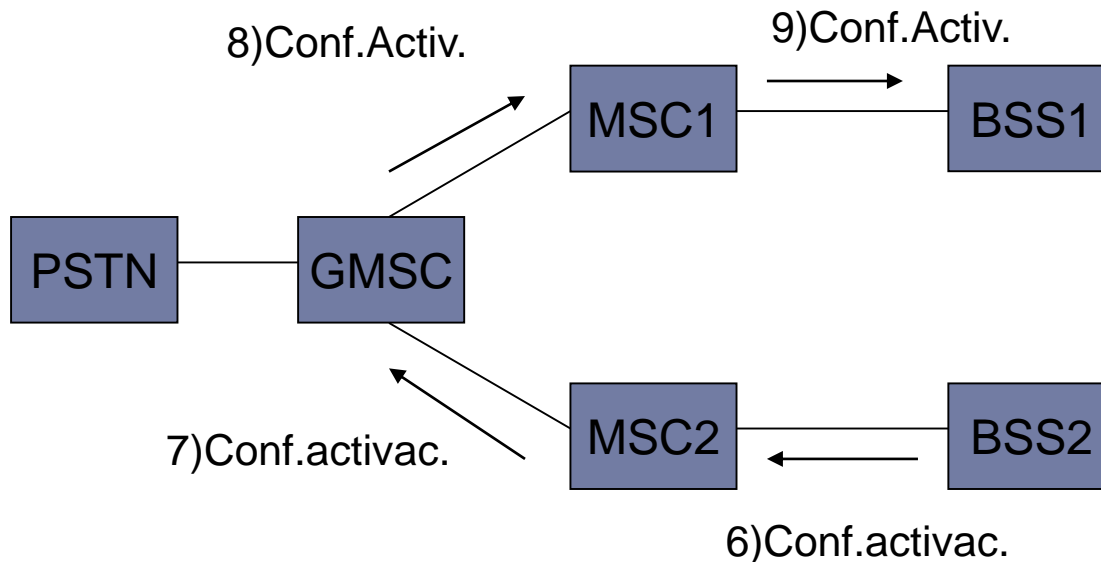 8)Conf.Activ.
9)Conf.Activ.
MSC1
BSS1
PSTN
GMSC
7)Conf.activac.
MSC2
BSS2
6)Conf.activac.